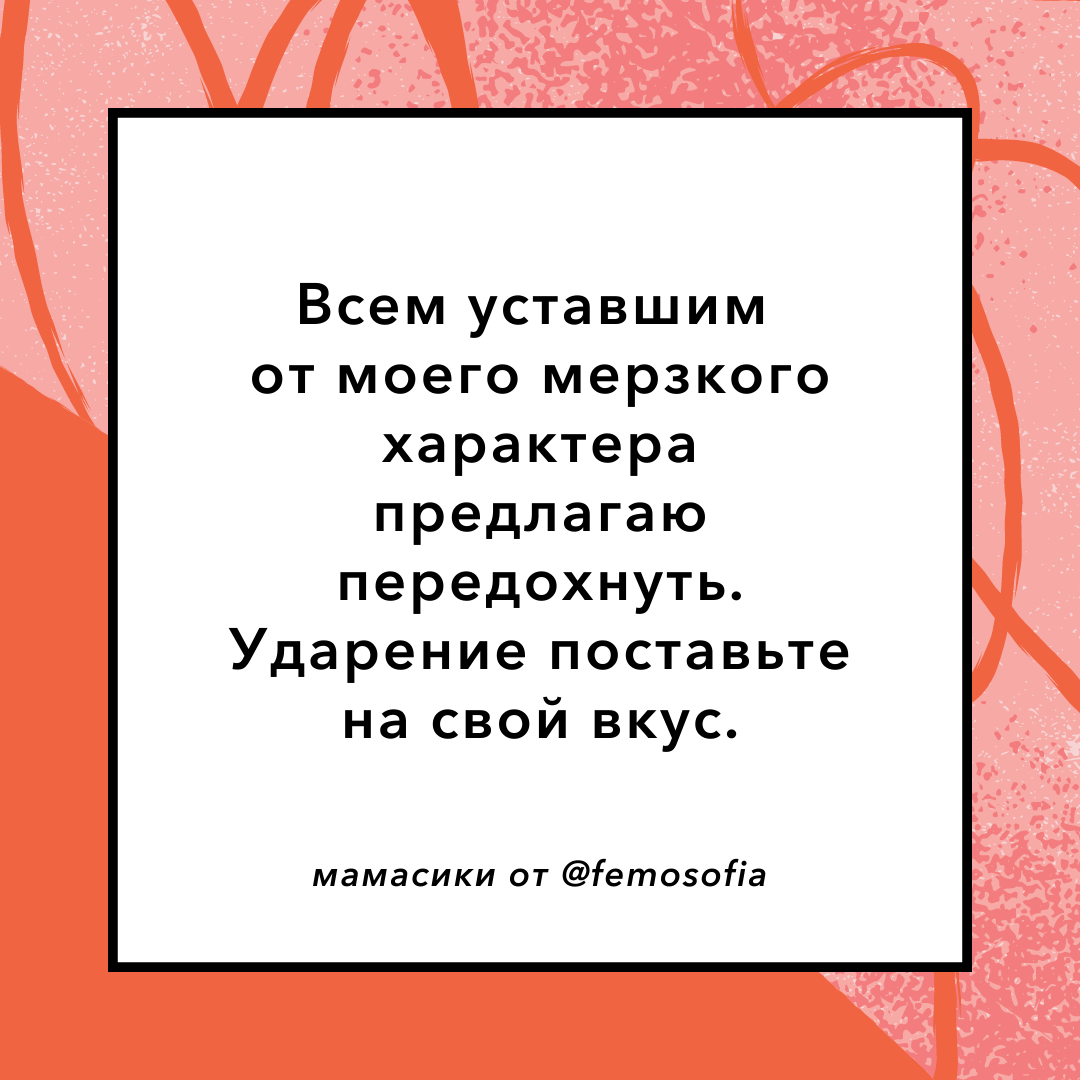 Всем уставшим
от моего мерзкого
характера
предлагаю
передохнуть.
Ударение поставьте
на свой вкус.
мамасики от @femosofia